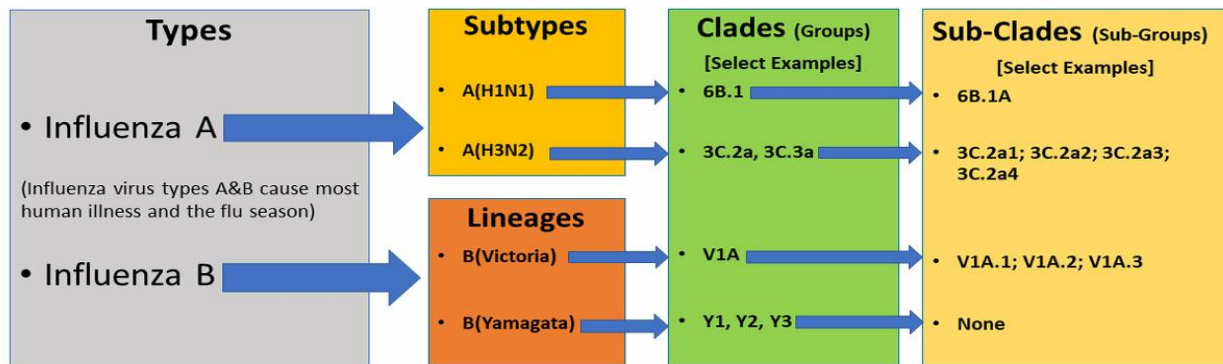 Types
• Influenza A
(Influenza virus types A&B cause most
human illness and the flu season)
• Influenza B
Subtypes
• A(H1N1)
• A(H3N2)
Lineages
• B(Victoria)
• B(Yamagata)
Clades (Groups)
[Select Examples]
• 6B.1
• 3C.2a, 3C.3a
• V1A
• Y1, Y2, Y3
Sub-Clades (Sub-Groups)
[Select Examples]
• 6B.1A
• 3C.2a1; 3C.2a2; 3C.2a3;
3C.2a4
• V1A.1; V1A.2; V1A.3
• None